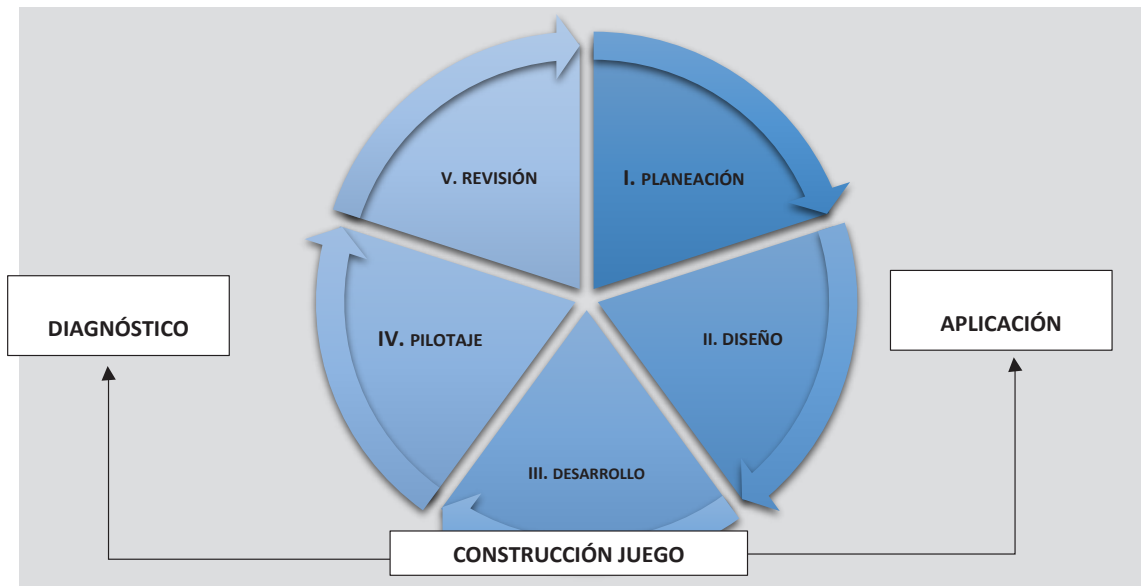 V. REVISIÓN
I. PLANEACIÓN
DIAGNÓSTICO
APLICACIÓN
IV. PILOTAJE
II. DISEÑO
III. DESARROLLO
CONSTRUCCIÓN JUEGO